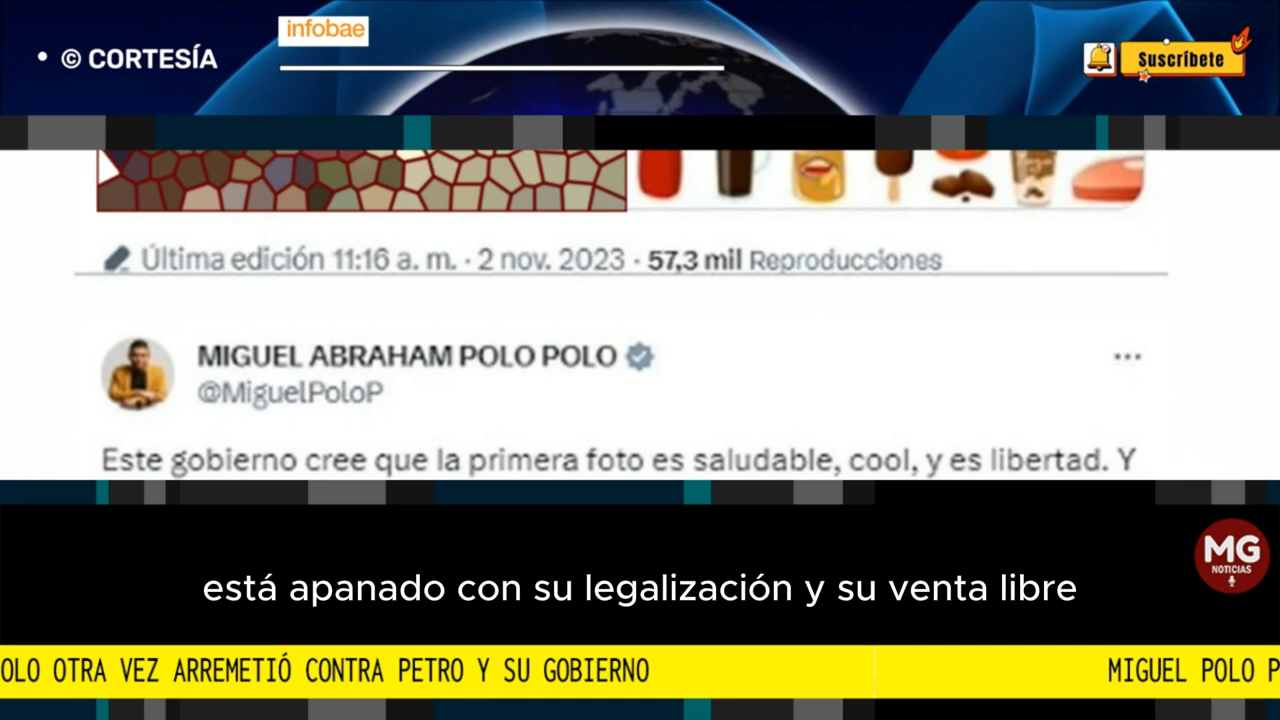 infobae
© CORTESÍA
Suscríbete
Última edición 11:16 a. m. · 2 nov. 2023 · 57,3 mil Reproducciones
MIGUEL ABRAHAM POLO POLO
@MiguelPoloP
Este gobierno cree que la primera foto es saludable, cool, y es libertad. Y
MG
NOTICIAS
está apanado con su legalización y su venta libre
OLO OTRA VEZ ARREMETIÓ CONTRA PETRO Y SU GOBIERNO MIGUEL POLO P